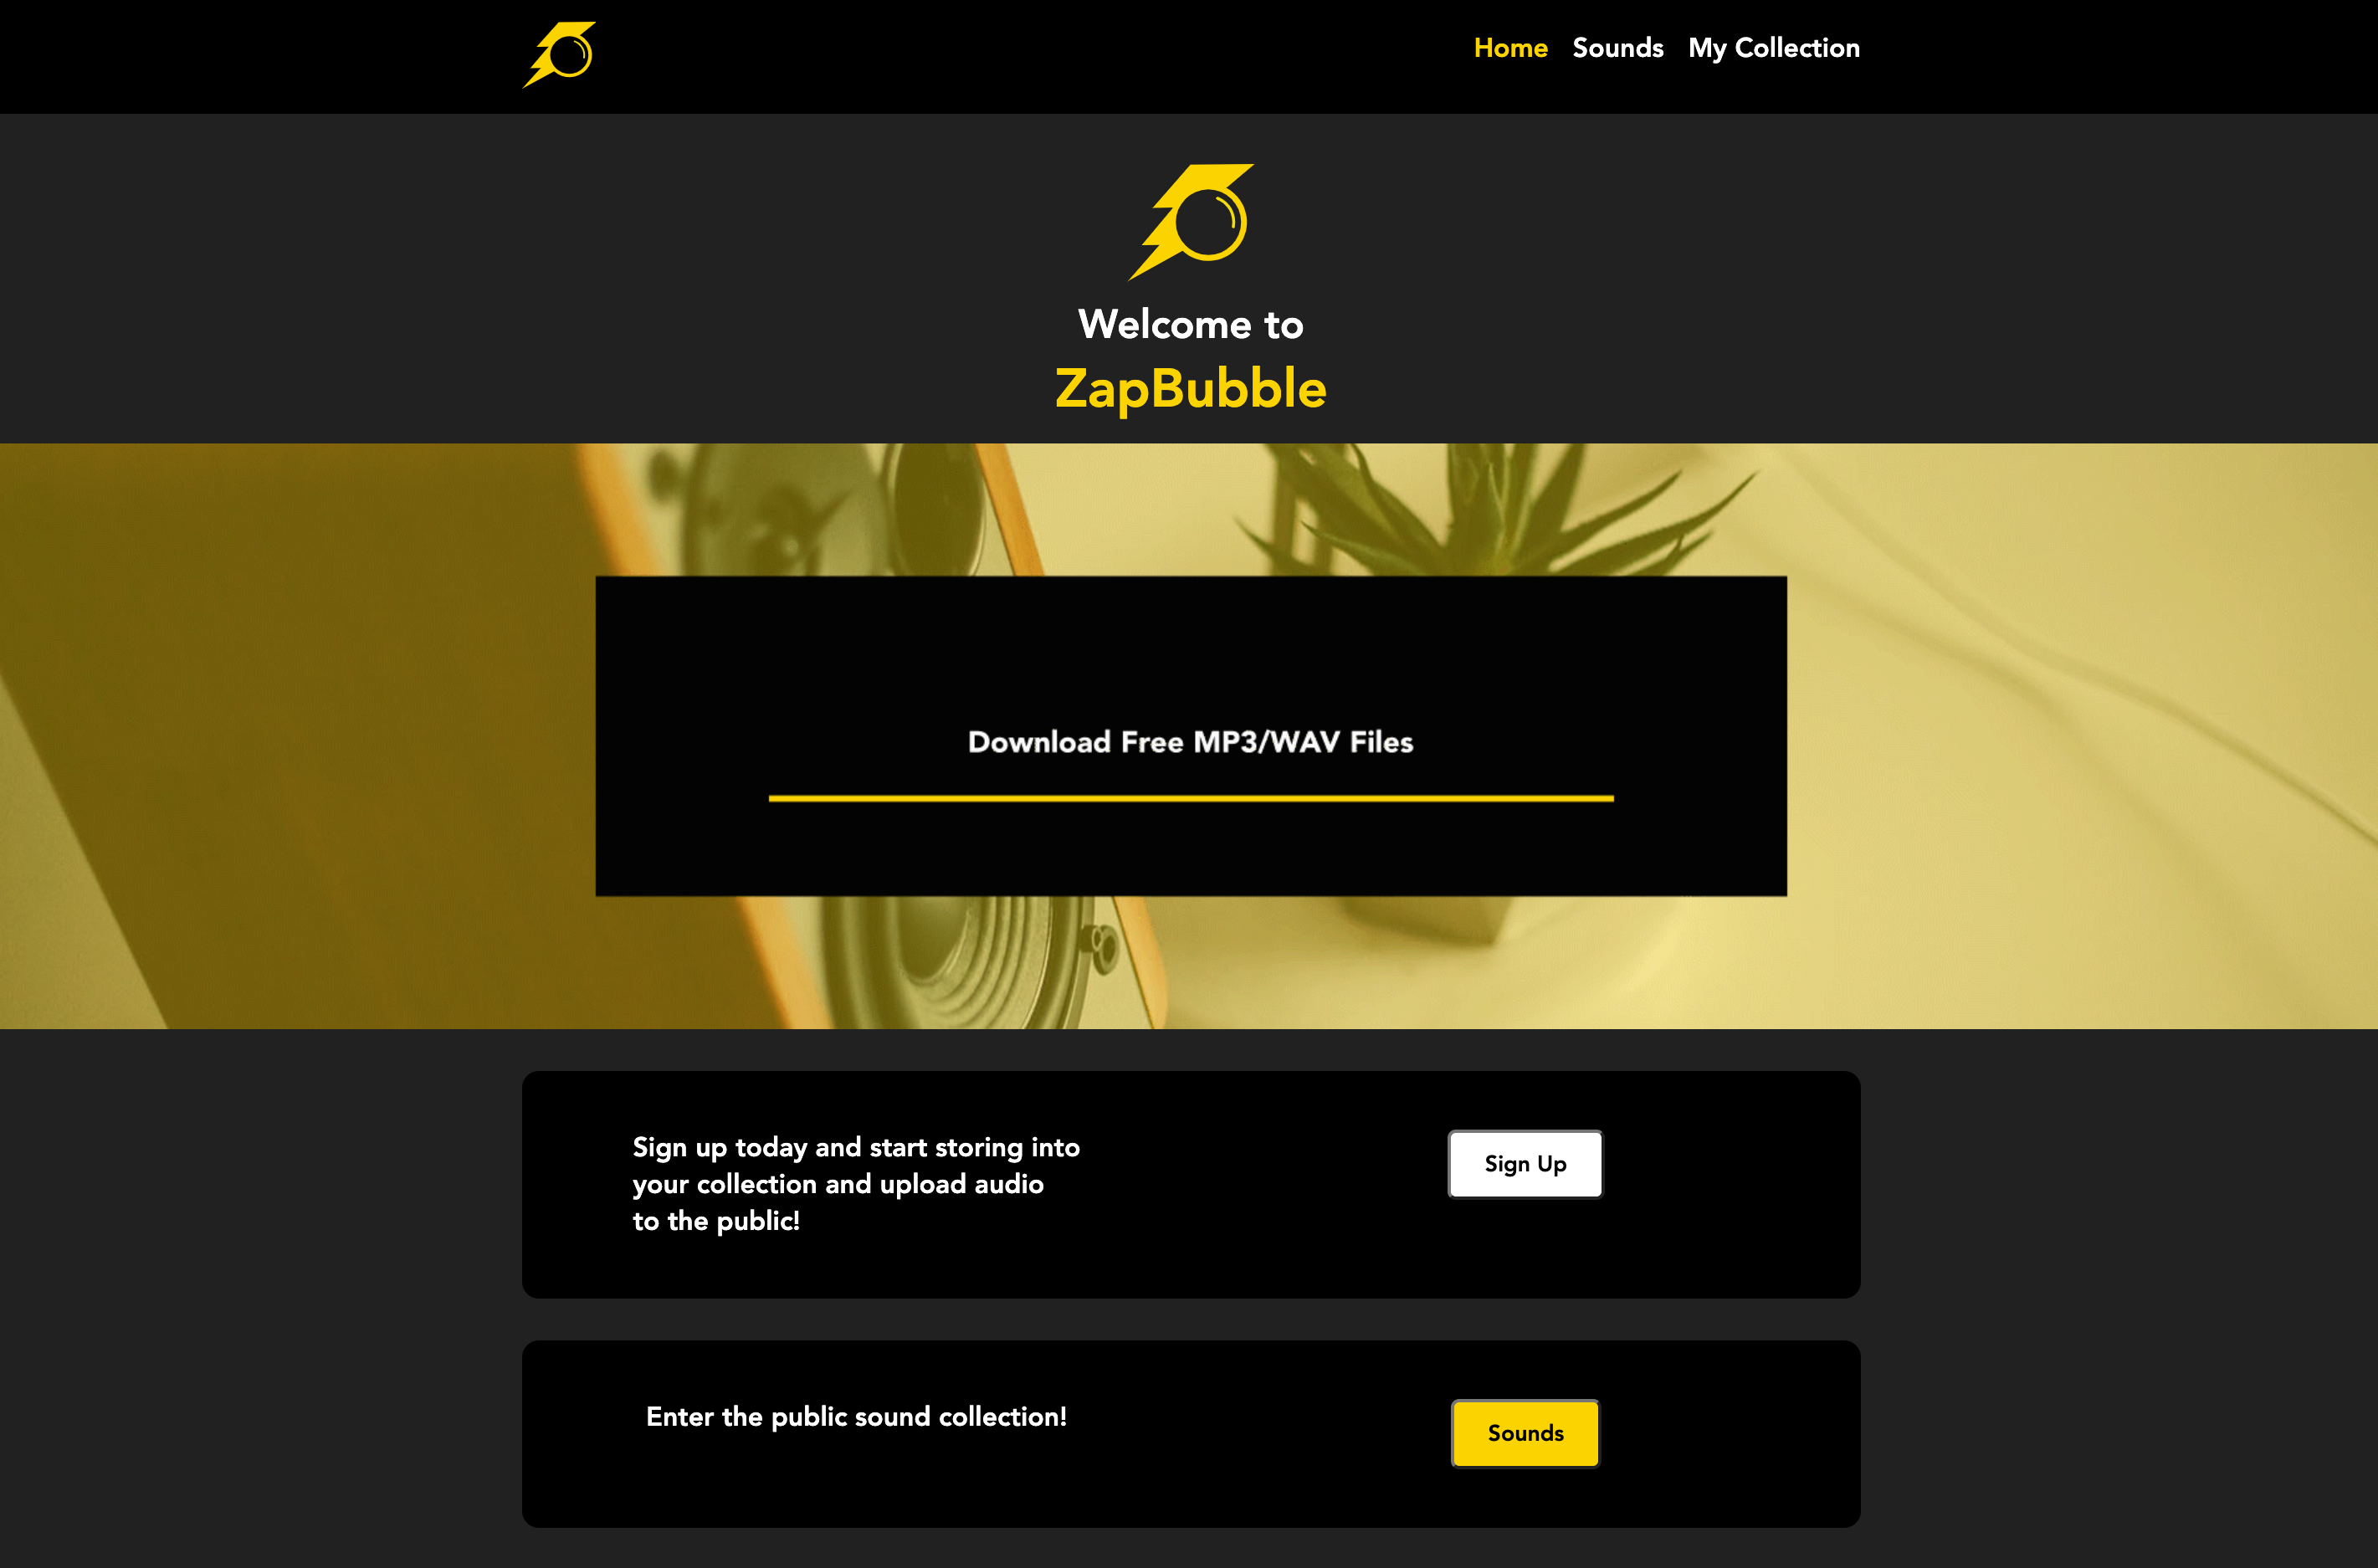 Home Sounds My Collection
Welcome to
ZapBubble
Download Free MP3/WAV Files
Sign up today and start storing into
your collection and upload audio
to the public!
Sign Up
Enter the public sound collection!
Sounds